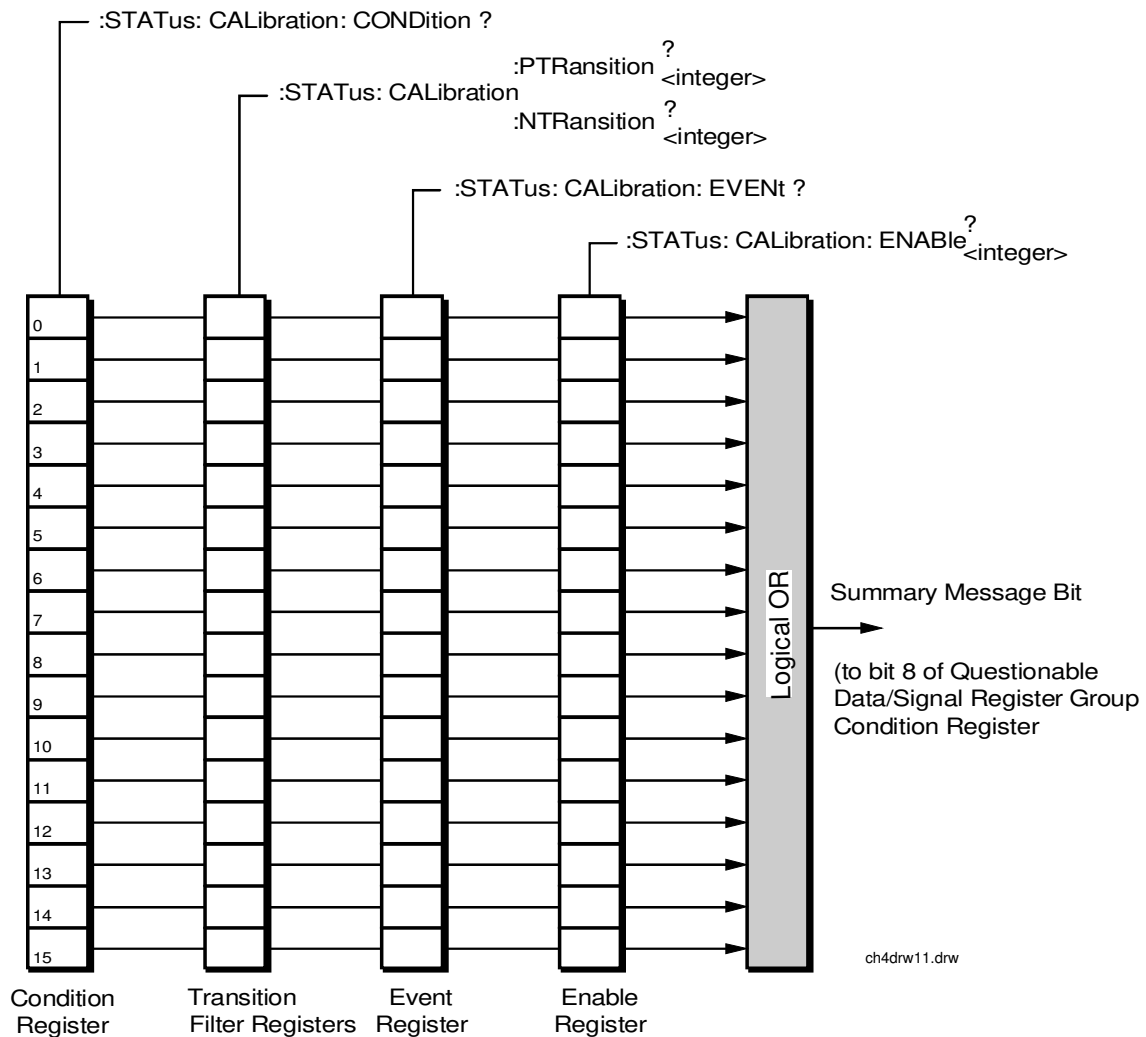 :STATus: CALibration: CONDition ?
:STATus: CALibration
:PTRansition ?
<integer>
:NTRansition ?
<integer>
:STATus: CALibration: EVENt ?
:STATus: CALibration: ENABle ?
<integer>
0
1
2
3
4
5
6
7
8
9
10
11
12
13
14
15
Logical OR
Summary Message Bit
(to bit 8 of Questionable
Data/Signal Register Group
Condition Register
ch4drw11.drw
Condition
Register
Transition
Filter Registers
Event
Register
Enable
Register